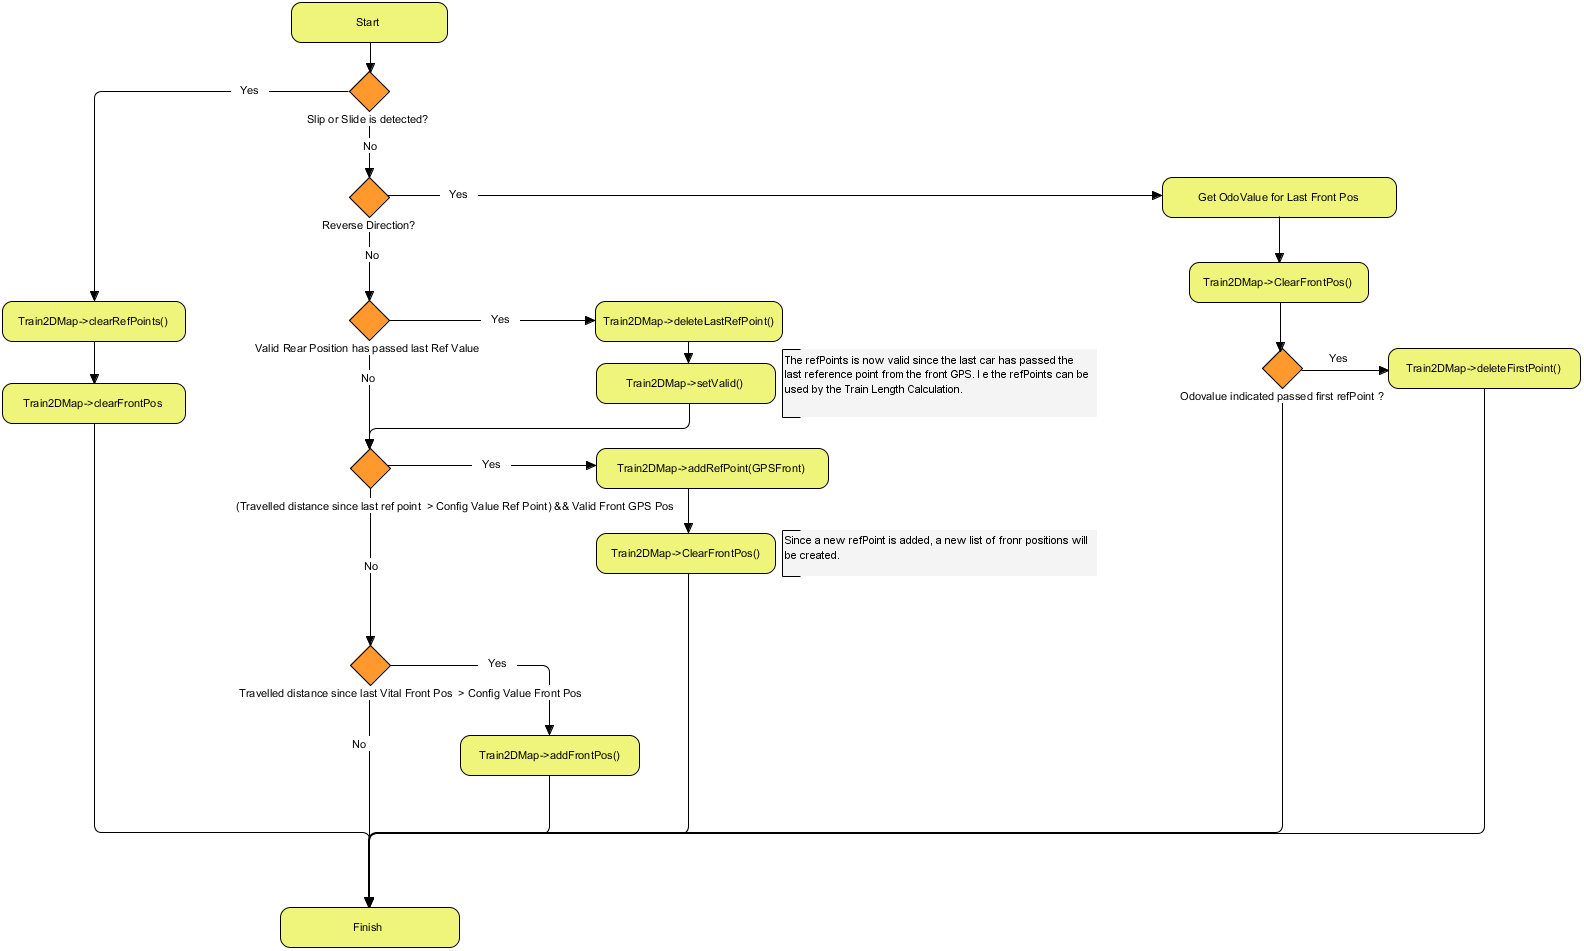 Start
Yes
Slip or Slide is detected?
No
Yes
Get OdoValue for Last Front Pos
Reverse Direction?
No
Train2DMap->ClearFrontPos()
Train2DMap->clearRefPoints()
Yes
Train2DMap->deleteLastRefPoint()
Valid Rear Position has passed last Ref Value
The refPoints is now valid since the last car has passed the
last reference point from the front GPS. I e the refPoints can be
used by the Train Length Calculation.
Yes
Train2DMap->deleteFirstPoint()
No
Train2DMap->setValid()
Odovalue indicated passed first refPoint ?
Train2DMap->clearFrontPos
Yes
Train2DMap->addRefPoint(GPSFront)
(Travelled distance since last ref point > Config Value Ref Point) && Valid Front GPS Pos
Train2DMap->ClearFrontPos()
Since a new refPoint is added, a new list of fronr positions will
be created.
No
Yes
Travelled distance since last Vital Front Pos > Config Value Front Pos
No
Train2DMap->addFrontPos()
Finish